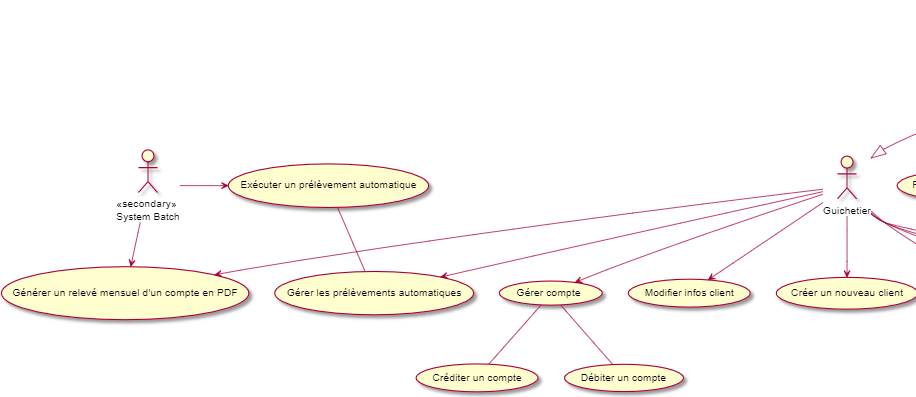 Exécuter un prélèvement automatique
«secondary»
System Batch
Guichetier
Générer un relevé mensuel d'un compte en PDF
Gérer les prélèvements automatiques
Gérer compte
Modifier infos client
Créer un nouveau client
Créditer un compte
Débiter un compte